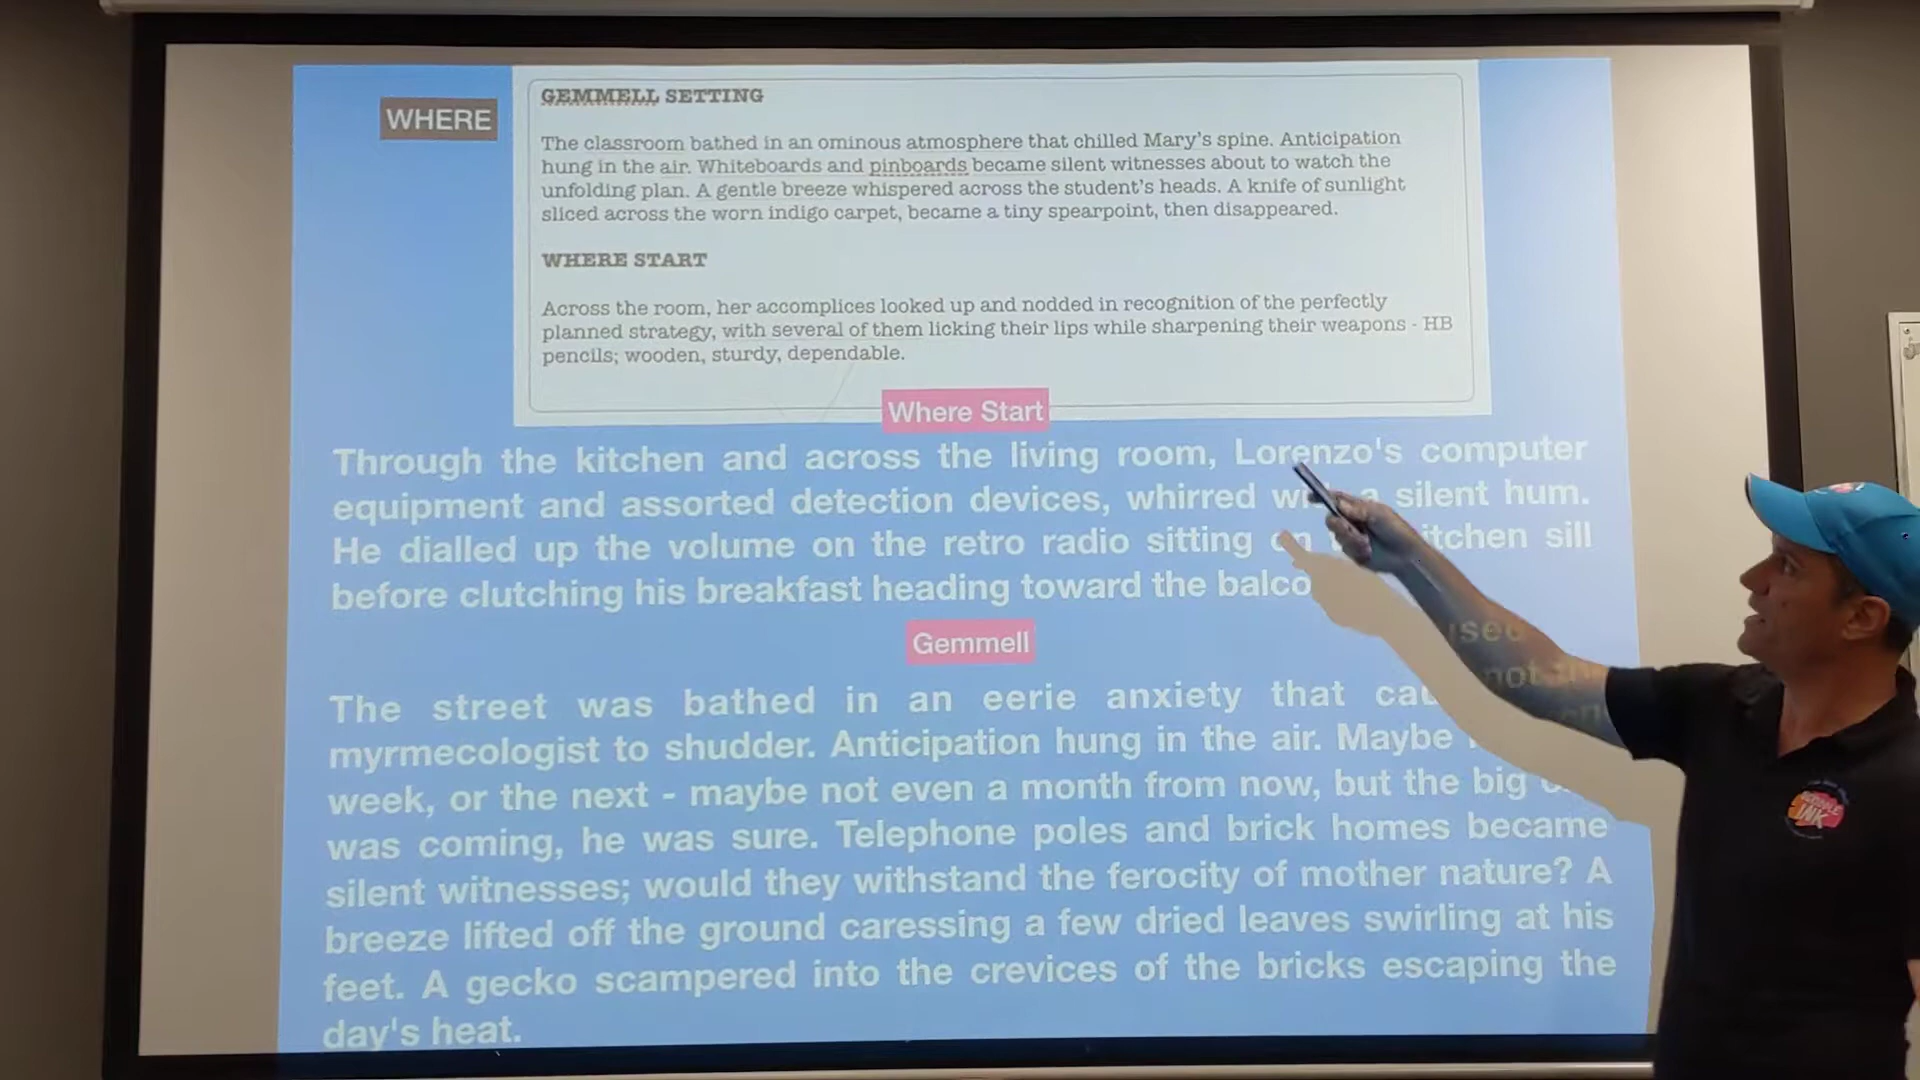 WHERE
GEMMELL SETTING
The classroom bathed in an ominous atmosphere that chilled Mary's spine. Anticipation
hung in the air. Whiteboards and pinboards became silent witnesses about to watch the
unfolding plan. A gentle breeze whispered across the student's heads. A knife of sunlight
sliced across the worn indigo carpet, became a tiny spearpoint, then disappeared.
WHERE START
Across the room, her accomplices looked up and nodded in recognition of the perfectly
planned strategy, with several of them licking their lips while sharpening their weapons - HB
pencils; wooden, sturdy, dependable.
Where Start
Through the kitchen and across the living room, Lorenzo's computer
equipment and assorted detection devices, whirred a silent hum.
He dialled up the volume on the retro radio sitting sill
before clutching his breakfast heading toward the
Gemmell
The street was bathed in an eerie anxiety that
myrmecologist to shudder. Anticipation hung in the air. Maybe
week, or the next - maybe not even a month from now, but the big
was coming, he was sure. Telephone poles and brick homes became
silent witnesses; would they withstand the ferocity of mother nature? A
breeze lifted off the ground caressing a few dried leaves swirling at his
feet. A gecko scampered into the crevices of the bricks escaping the
day's heat.
INK